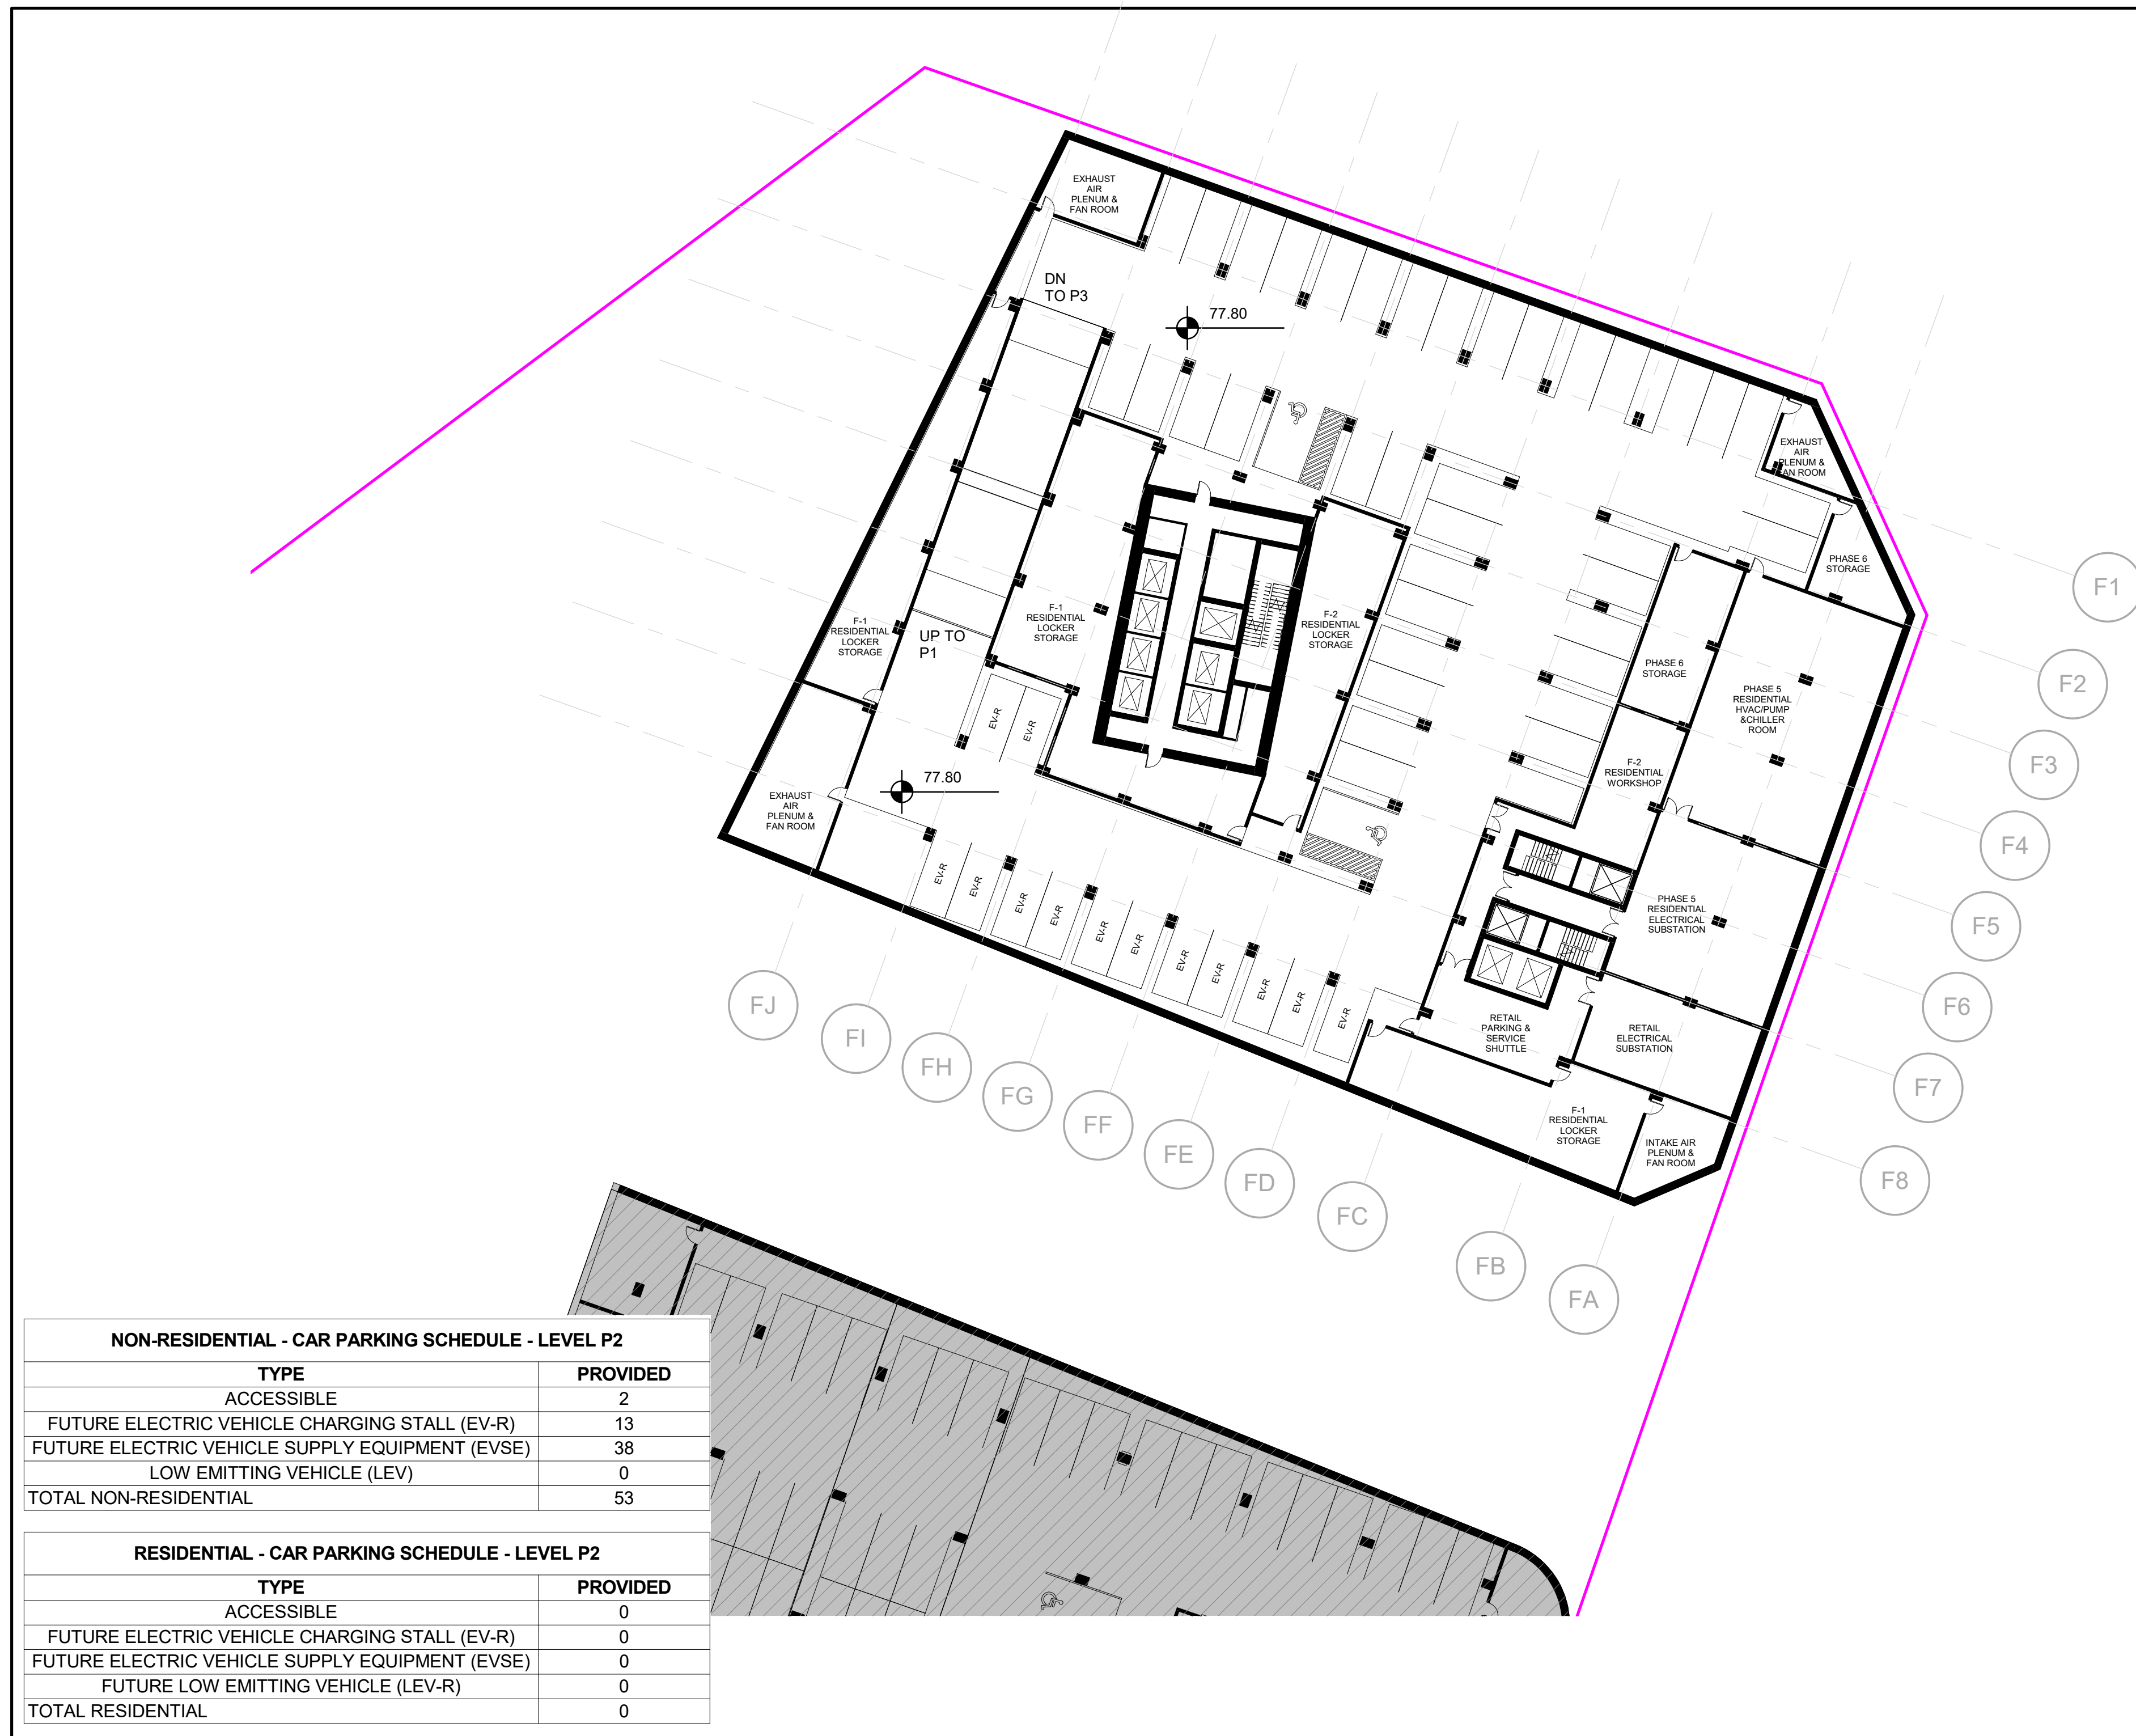 EXHAUST
AIR
PLENUM &
FAN ROOM
DN
TO P3
77.80
EXHAUST
AIR
PLENUM &
FAN ROOM
PHASE 6
STORAGE
F-1
RESIDENTIAL
LOCKER
STORAGE
F-1
RESIDENTIAL
LOCKER
STORAGE
UP TO
P1
F-2
RESIDENTIAL
LOCKER
STORAGE
PHASE 6
STORAGE
PHASE 5
RESIDENTIAL
HVAC/PUMP
&CHILLER
ROOM
F-2
RESIDENTIAL
WORKSHOP
EV-R
EV-R
77.80
EXHAUST
AIR
PLENUM &
FAN ROOM
EV-R
EV-R
EV-R
EV-R
EV-R
EV-R
EV-R
EV-R
EV-R
EV-R
EV-R
PHASE 5
RESIDENTIAL
ELECTRICAL
SUBSTATION
RETAIL
PARKING &
SERVICE
SHUTTLE
RETAIL
ELECTRICAL
SUBSTATION
F-1
RESIDENTIAL
LOCKER
STORAGE
INTAKE AIR
PLENUM &
FAN ROOM
F1
F2
F3
F4
F5
F6
F7
F8
FJ
FI
FH
FG
FF
FE
FD
FC
FB
FA
NON-RESIDENTIAL - CAR PARKING SCHEDULE - LEVEL P2
TYPE PROVIDED
ACCESSIBLE 2
FUTURE ELECTRIC VEHICLE CHARGING STALL (EV-R) 13
FUTURE ELECTRIC VEHICLE SUPPLY EQUIPMENT (EVSE) 38
LOW EMITTING VEHICLE (LEV) 0
TOTAL NON-RESIDENTIAL 53
RESIDENTIAL - CAR PARKING SCHEDULE - LEVEL P2
TYPE PROVIDED
ACCESSIBLE 0
FUTURE ELECTRIC VEHICLE CHARGING STALL (EV-R) 0
FUTURE ELECTRIC VEHICLE SUPPLY EQUIPMENT (EVSE) 0
FUTURE LOW EMITTING VEHICLE (LEV-R) 0
TOTAL RESIDENTIAL 0